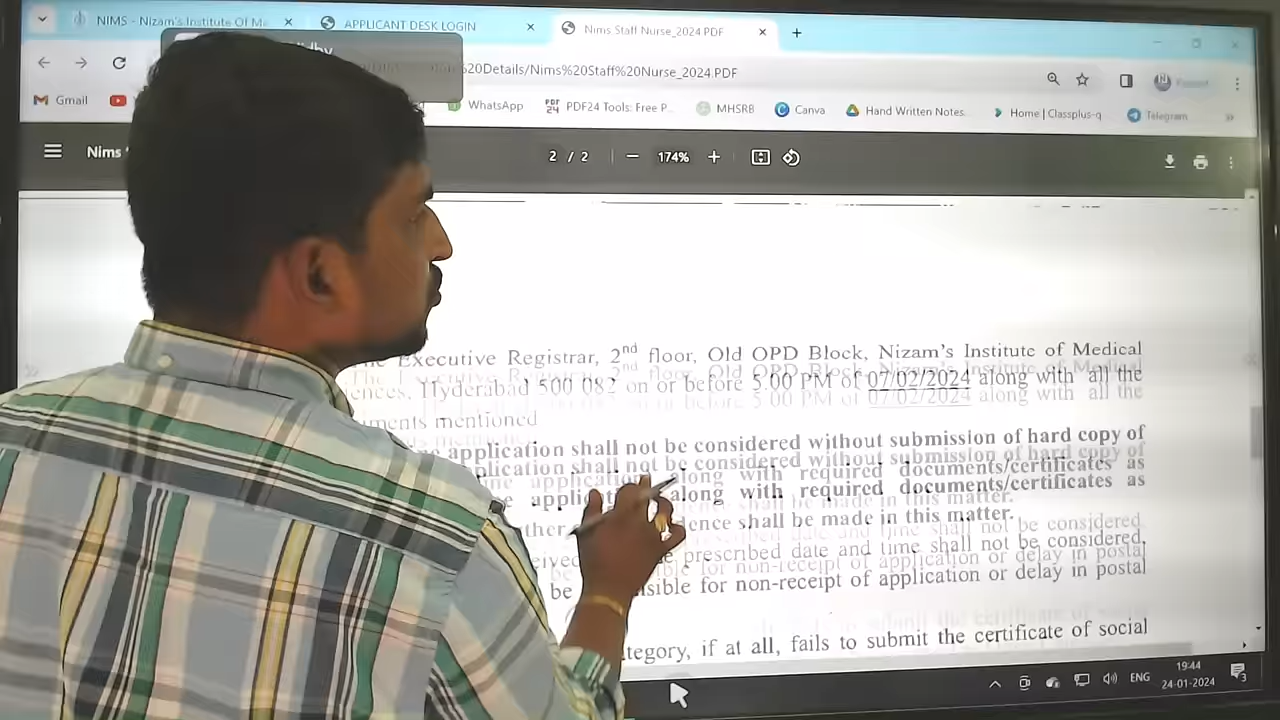 NIMS - Nizam's Institute Of Me
APPLICANT DESK LOGIN
Nims Staff Nurse_2024 PDF
%20Details/Nims%20Staff%20Nurse_2024.PDF
Gmail
WhatsApp
PDF24 Tools: Free P...
MHSRB
Canva
Hand Written Notes...
Home | Classplus-q
Telegram
Nims
2 / 2
174%
Executive Registrar, 2nd floor, Old OPD Block, Nizam's Institute of Medical
Hyderabad 500 082 on or before 5.00 PM of 07/02/2024 along with all the
mentioned
application shall not be considered without submission of hard copy of
along with required documents/certificates as
shall be made in this matter.
prescribed date and time shall not be considered.
be for non-receipt of application or delay in postal
if at all, fails to submit the certificate of social
ENG
19:44
24-01-2024
3